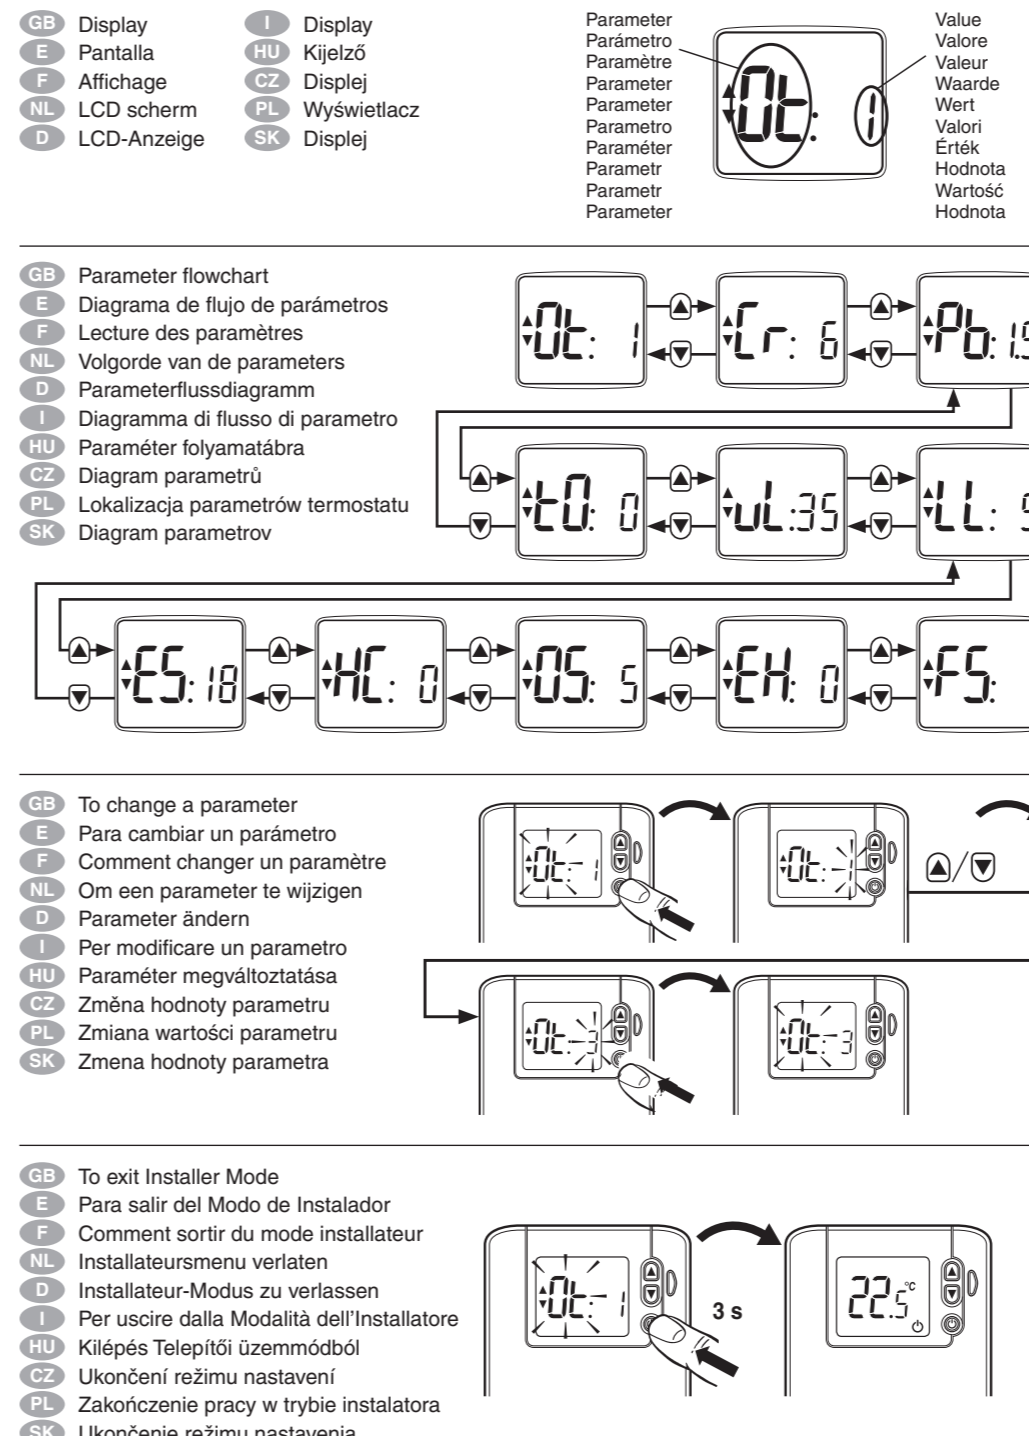 GB Display
E Pantalla
F Affichage
NL LCD scherm
D LCD-Anzeige
I Display
HU Kijelző
CZ Displej
PL Wyświetlacz
SK Displej
Parameter
Parámetro
Paramètre
Parameter
Parameter
Parametro
Paraméter
Parametr
Parametr
Parameter
Ot: 1
Value
Valore
Valeur
Waarde
Wert
Valori
Érték
Hodnota
Wartość
Hodnota
GB Parameter flowchart
E Diagrama de flujo de parámetros
F Lecture des paramètres
NL Volgorde van de parameters
D Parameterflussdiagramm
I Diagramma di flusso di parametro
HU Paraméter folyamatábra
CZ Diagram parametrů
PL Lokalizacja parametrów termostatu
SK Diagram parametrov
Ot: 1
Cr: 6
Pb: 1.5
tO: 0
uL:35
LL: 5
ES: 18
HC: 0
OS: 5
EH: 0
FS:
GB To change a parameter
E Para cambiar un parámetro
F Comment changer un paramètre
NL Om een parameter te wijzigen
D Parameter ändern
I Per modificare un parametro
HU Paraméter megváltoztatása
CZ Změna hodnoty parametru
PL Zmiana wartości parametru
SK Zmena hodnoty parametra
Ot: 1
Ot: 1
/
Ot: 3
Ot: 3
GB To exit Installer Mode
E Para salir del Modo de Instalador
F Comment sortir du mode installateur
NL Installateursmenu verlaten
D Installateur-Modus zu verlassen
I Per uscire dalla Modalità dell'Installatore
HU Kilépés Telepítői üzemmódból
CZ Ukončení režimu nastavení
PL Zakończenie pracy w trybie instalatora
SK Ukončenie režimu nastavenia
Ot: 1
3 s
22.5 °C